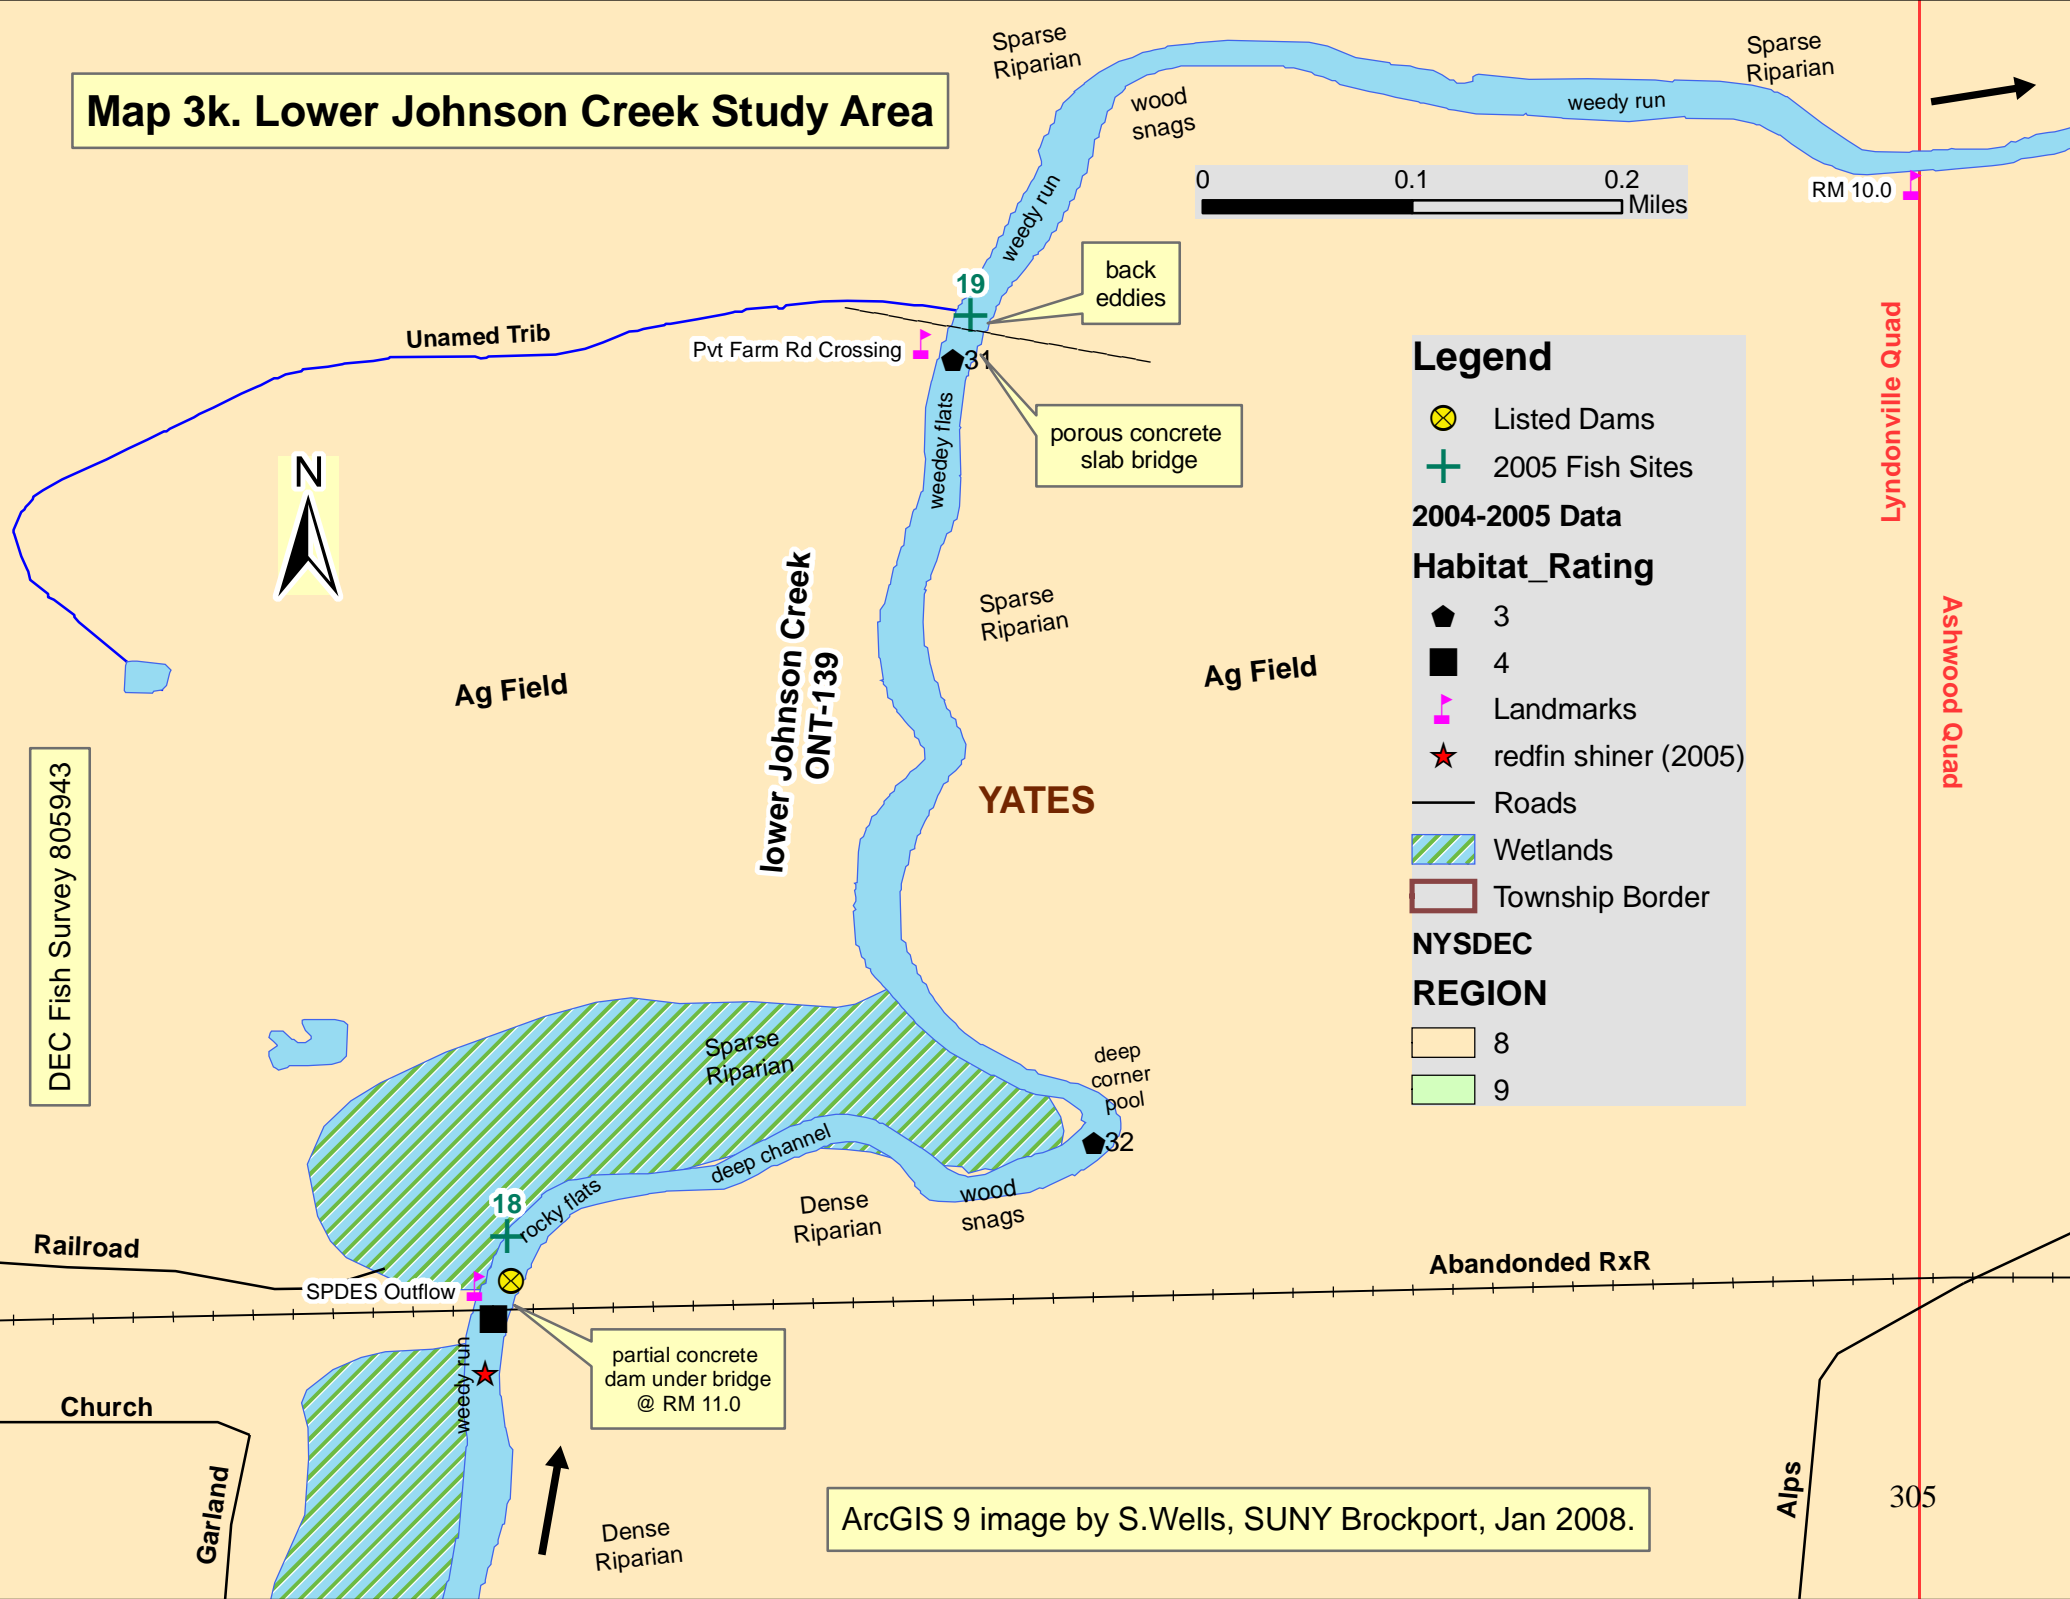 Map 3k. Lower Johnson Creek Study Area
Sparse
Riparian
wood
snags
weedy run
Sparse
Riparian
0 0.1 0.2
Miles
RM 10.0
weedy run
19
back
eddies
Unamed Trib
Pvt Farm Rd Crossing
31
weedey flats
porous concrete
slab bridge
N
lower Johnson Creek
ONT-139
Sparse
Riparian
Ag Field
Ag Field
YATES
Legend
Listed Dams
2005 Fish Sites
2004-2005 Data
Habitat_Rating
3
4
Landmarks
redfin shiner (2005)
Roads
Wetlands
Township Border
NYSDEC
REGION
8
9
Lyndonville Quad
Ashwood Quad
DEC Fish Survey 805943
Sparse
Riparian
deep
corner
pool
32
deep channel
wood
snags
Dense
Riparian
18
rocky flats
Railroad
SPDES Outflow
Abandonded RxR
weedy run
partial concrete
dam under bridge
@ RM 11.0
Church
Garland
Dense
Riparian
Alps
305
ArcGIS 9 image by S.Wells, SUNY Brockport, Jan 2008.